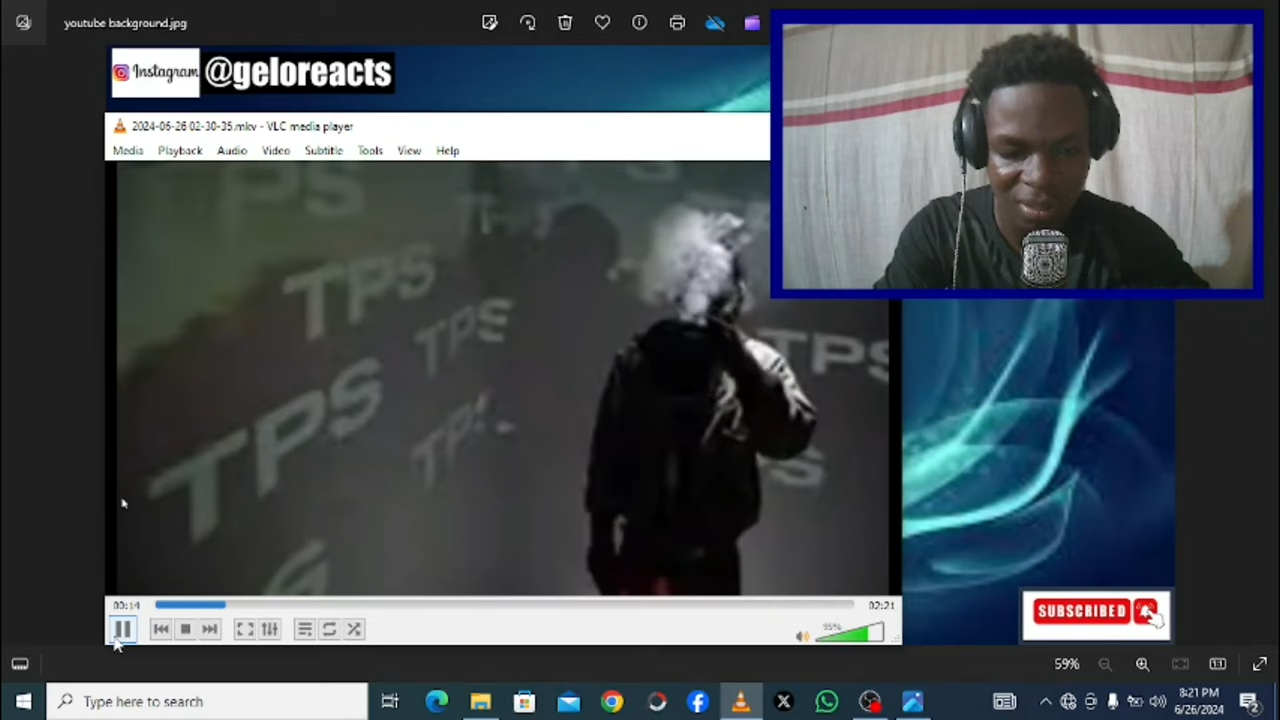 youtube background.jpg
Instagram @geloreacts
2024-06-26 02-30-35.mkv - VLC media player
Media Playback Audio Video Subtitle Tools View Help
TPS
TPS
TPS
TPS
TPS
00:14
02:21
95%
SUBSCRIBED
59%
Type here to search
8:21 PM
6/26/2024